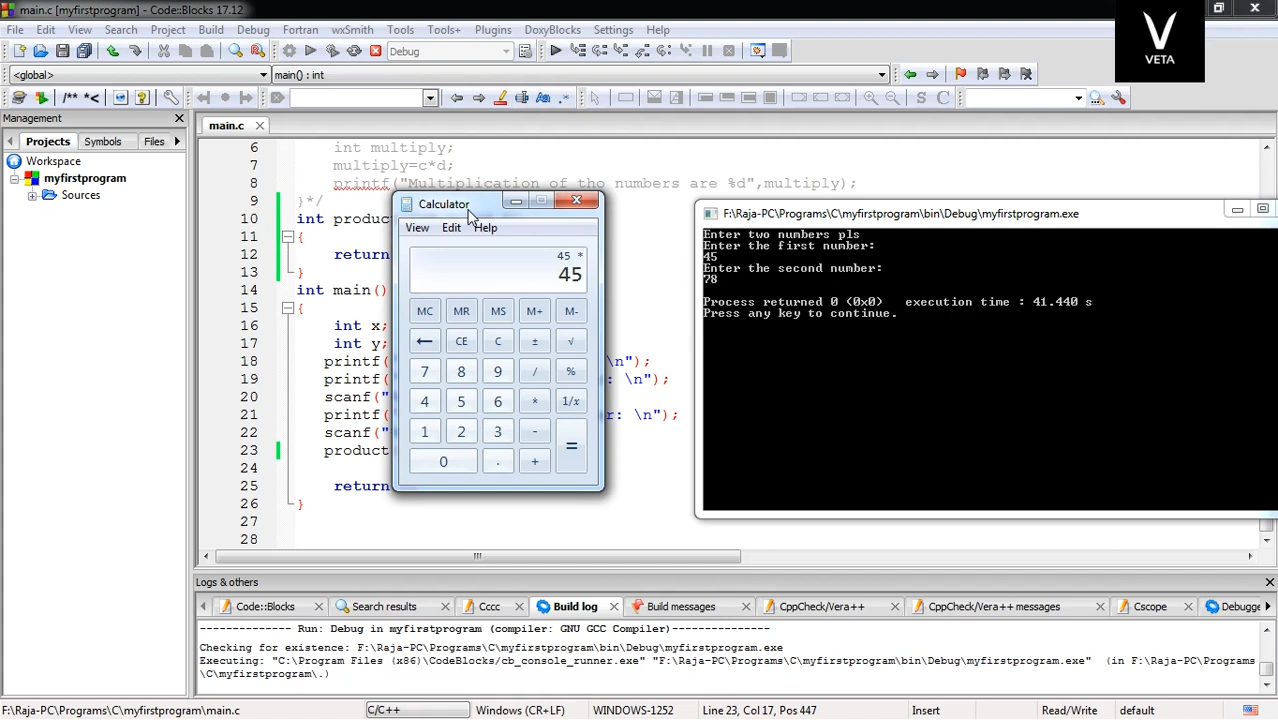 main.c [myfirstprogram] - Code::Blocks 17.12
File Edit View Search Project Build Debug Fortran wxSmith Tools Tools+ Plugins DoxyBlocks Settings Help
Debug
VETA
<global> main() : int
/** *<
S C
Management
Projects Symbols Files
Workspace
myfirstprogram
Sources
main.c
6 int multiply;
7 multiply=c*d;
8 printf("Multiplication of tho numbers are %d",multiply);
9 }*/
10 int produc
11 {
12 return
13 }
14 int main()
15 {
16 int x;
17 int y;
18 printf( \n");
19 printf( : \n");
20 scanf("
21 printf( r: \n");
22 scanf("
23 product
24
25 return
26 }
27
28
Calculator
View Edit Help
45 *
45
MC MR MS M+ M-
← CE C ± √
7 8 9 / %
4 5 6 * 1/x
1 2 3 - =
0 . +
F:\Raja-PC\Programs\C\myfirstprogram\bin\Debug\myfirstprogram.exe
Enter two numbers pls
Enter the first number:
45
Enter the second number:
78
Process returned 0 (0x0) execution time : 41.440 s
Press any key to continue.
Logs & others
Code::Blocks Search results Cccc Build log Build messages CppCheck/Vera++ CppCheck/Vera++ messages Cscope Debugge
-------------- Run: Debug in myfirstprogram (compiler: GNU GCC Compiler)---------------
Checking for existence: F:\Raja-PC\Programs\C\myfirstprogram\bin\Debug\myfirstprogram.exe
Executing: "C:\Program Files (x86)\CodeBlocks/cb_console_runner.exe" "F:\Raja-PC\Programs\C\myfirstprogram\bin\Debug\myfirstprogram.exe" (in F:\Raja-PC\Programs
\C\myfirstprogram\.)
F:\Raja-PC\Programs\C\myfirstprogram\main.c C/C++ Windows (CR+LF) WINDOWS-1252 Line 23, Col 17, Pos 447 Insert Read/Write default